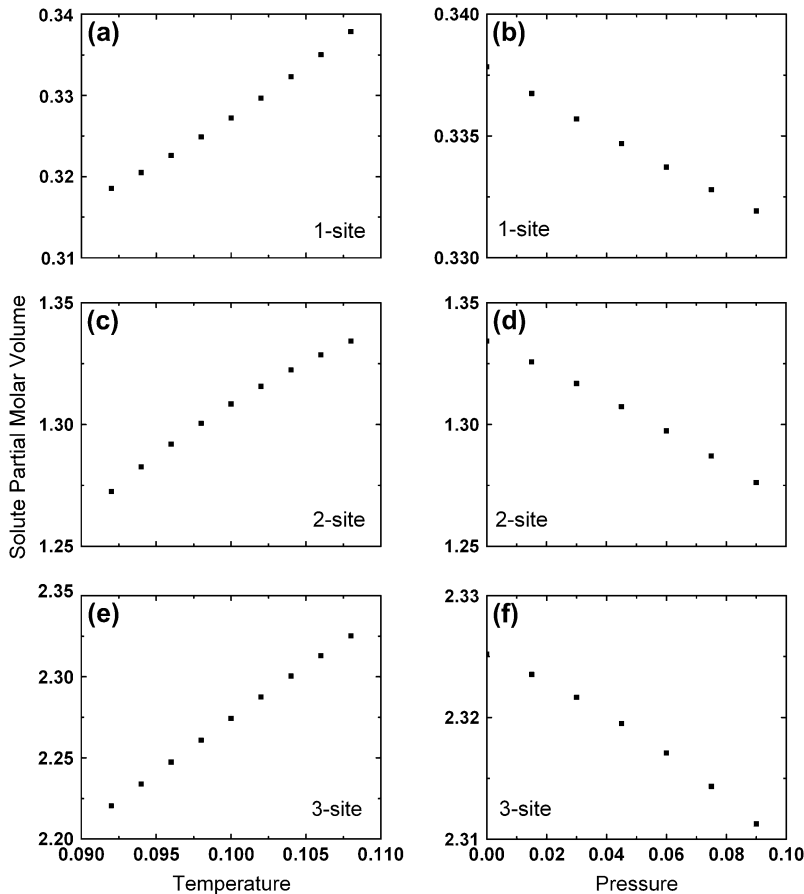 Solute Partial Molar Volume
(a)
0.34
0.33
0.32
0.31
1-site
(b)
0.340
0.335
0.330
1-site
(c)
1.35
1.30
1.25
2-site
(d)
1.35
1.30
1.25
2-site
(e)
2.35
2.30
2.25
2.20
3-site
0.090 0.095 0.100 0.105 0.110
Temperature
(f)
2.33
2.32
2.31
3-site
0.00 0.02 0.04 0.06 0.08 0.10
Pressure